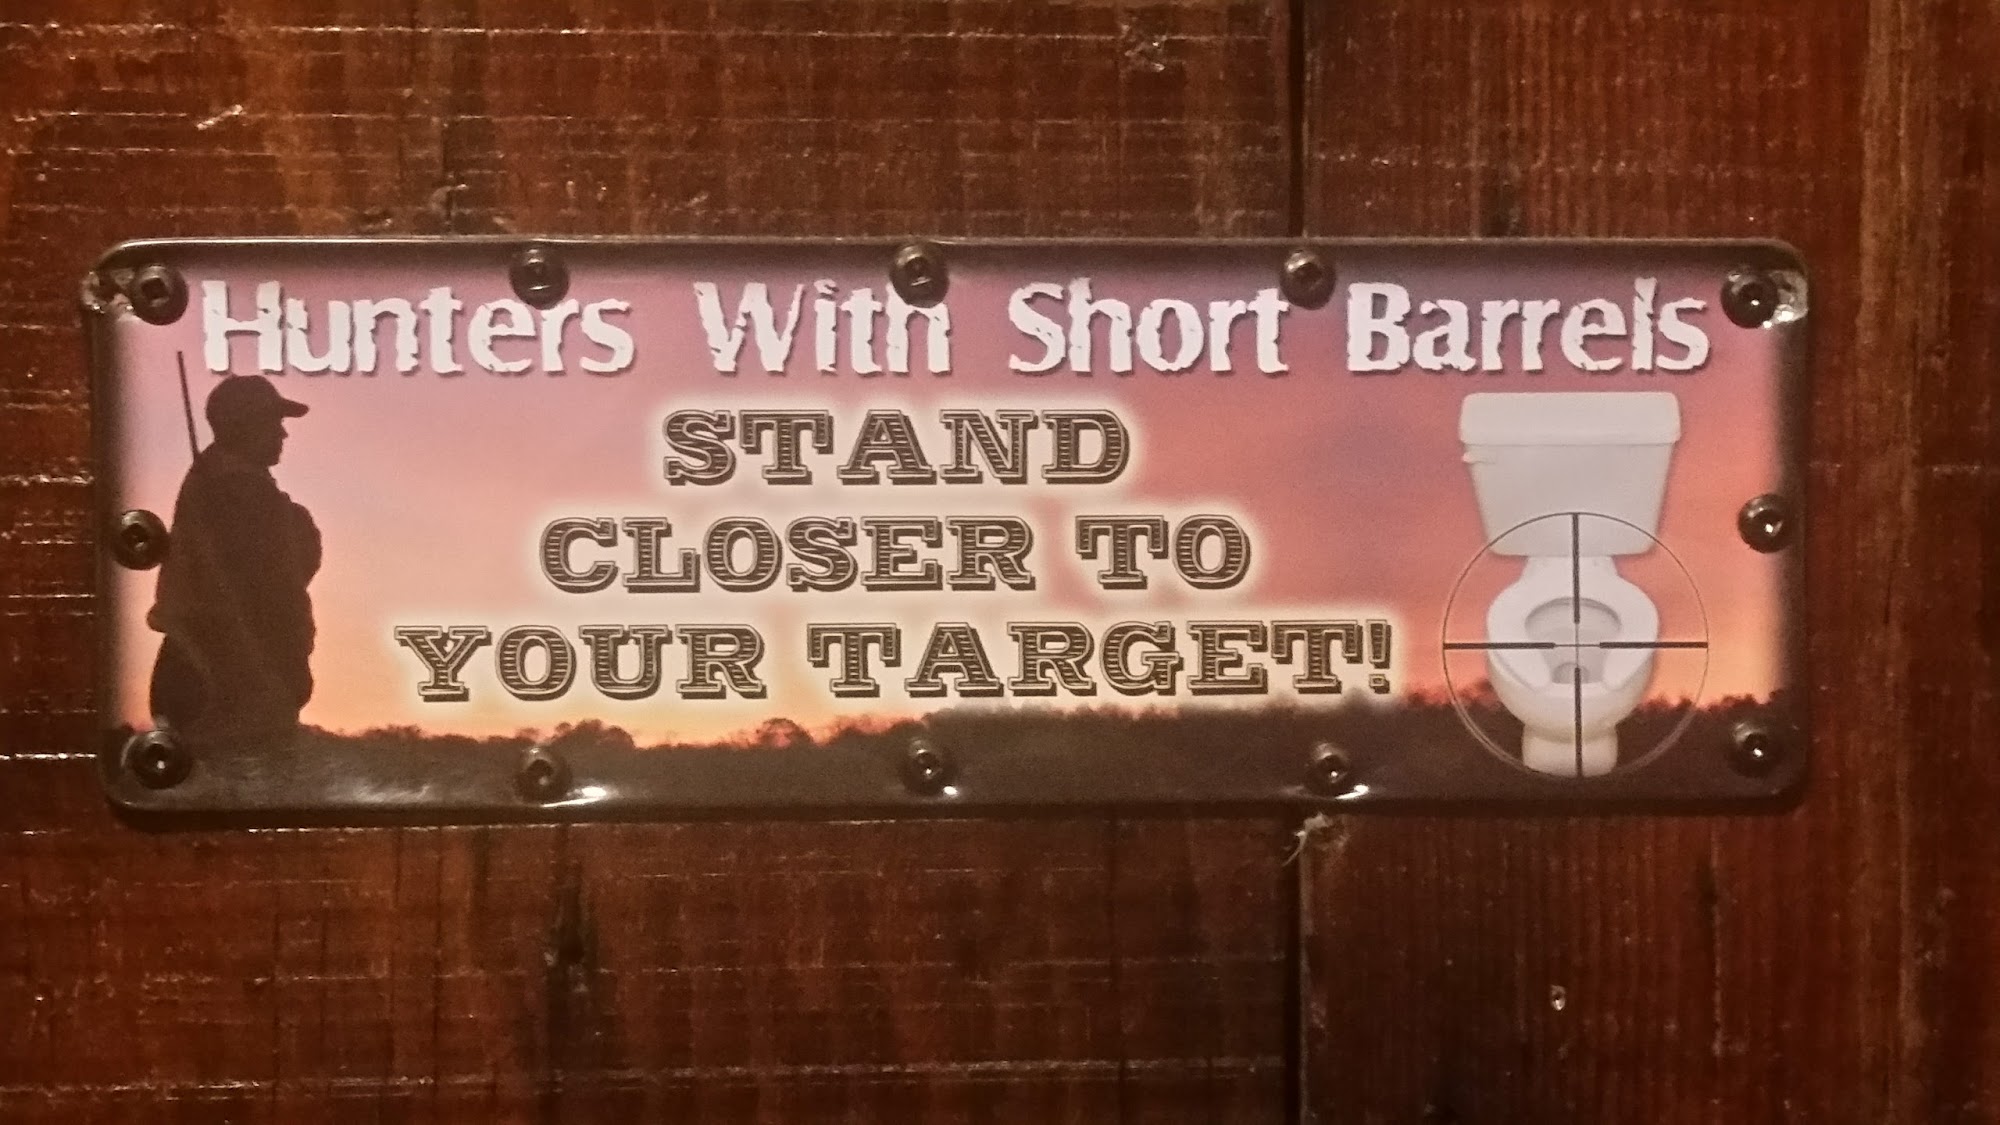 Hunters With Short Barrels
STAND
CLOSER TO
YOUR TARGET!